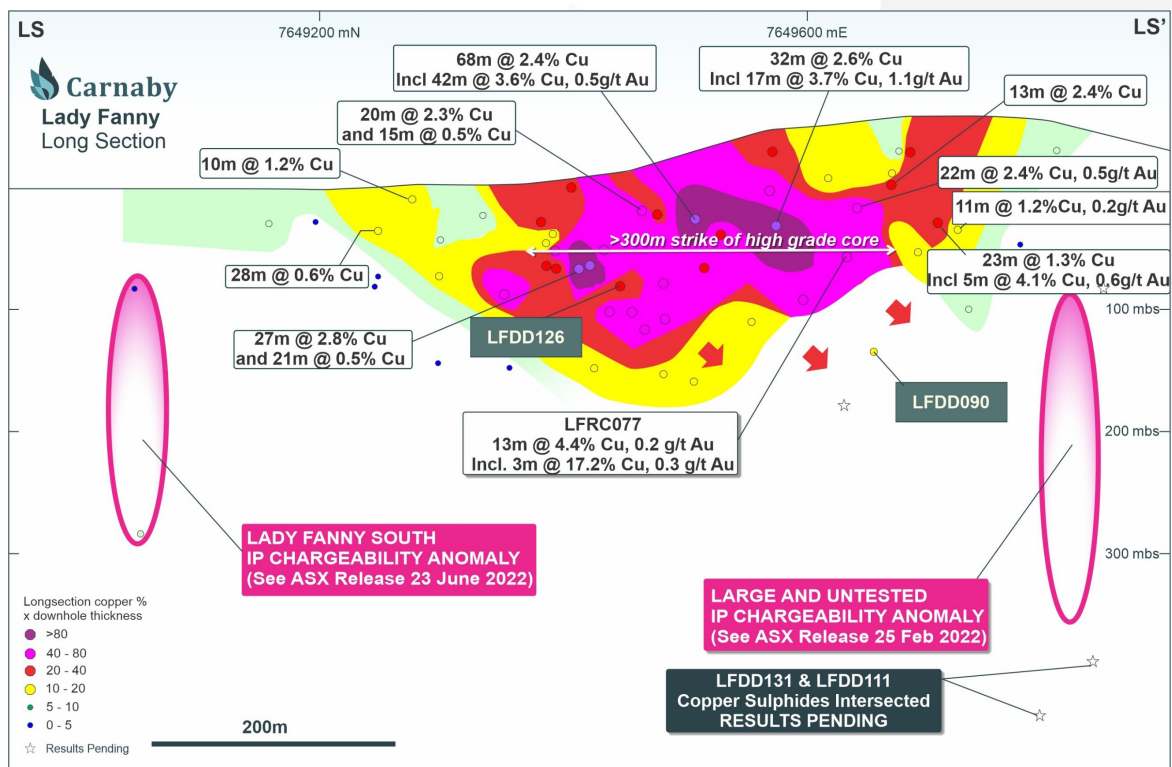 LS
7649200 mN
7649600 mE
LS'
Carnaby
Lady Fanny
Long Section
68m @ 2.4% Cu
Incl 42m @ 3.6% Cu, 0.5g/t Au
32m @ 2.6% Cu
Incl 17m @ 3.7% Cu, 1.1g/t Au
13m @ 2.4% Cu
20m @ 2.3% Cu
and 15m @ 0.5% Cu
10m @ 1.2% Cu
22m @ 2.4% Cu, 0.5g/t Au
11m @ 1.2%Cu, 0.2g/t Au
>300m strike of high grade core
28m @ 0.6% Cu
23m @ 1.3% Cu
Incl 5m @ 4.1% Cu, 0.6g/t Au
100 mbs
27m @ 2.8% Cu
and 21m @ 0.5% Cu
LFDD126
LFDD090
LFRC077
13m @ 4.4% Cu, 0.2 g/t Au
Incl. 3m @ 17.2% Cu, 0.3 g/t Au
200 mbs
LADY FANNY SOUTH
IP CHARGEABILITY ANOMALY
(See ASX Release 23 June 2022)
300 mbs
LARGE AND UNTESTED
IP CHARGEABILITY ANOMALY
(See ASX Release 25 Feb 2022)
LFDD131 & LFDD111
Copper Sulphides Intersected
RESULTS PENDING
Longsection copper %
x downhole thickness
>80
40 - 80
20 - 40
10 - 20
5 - 10
0 - 5
Results Pending
200m